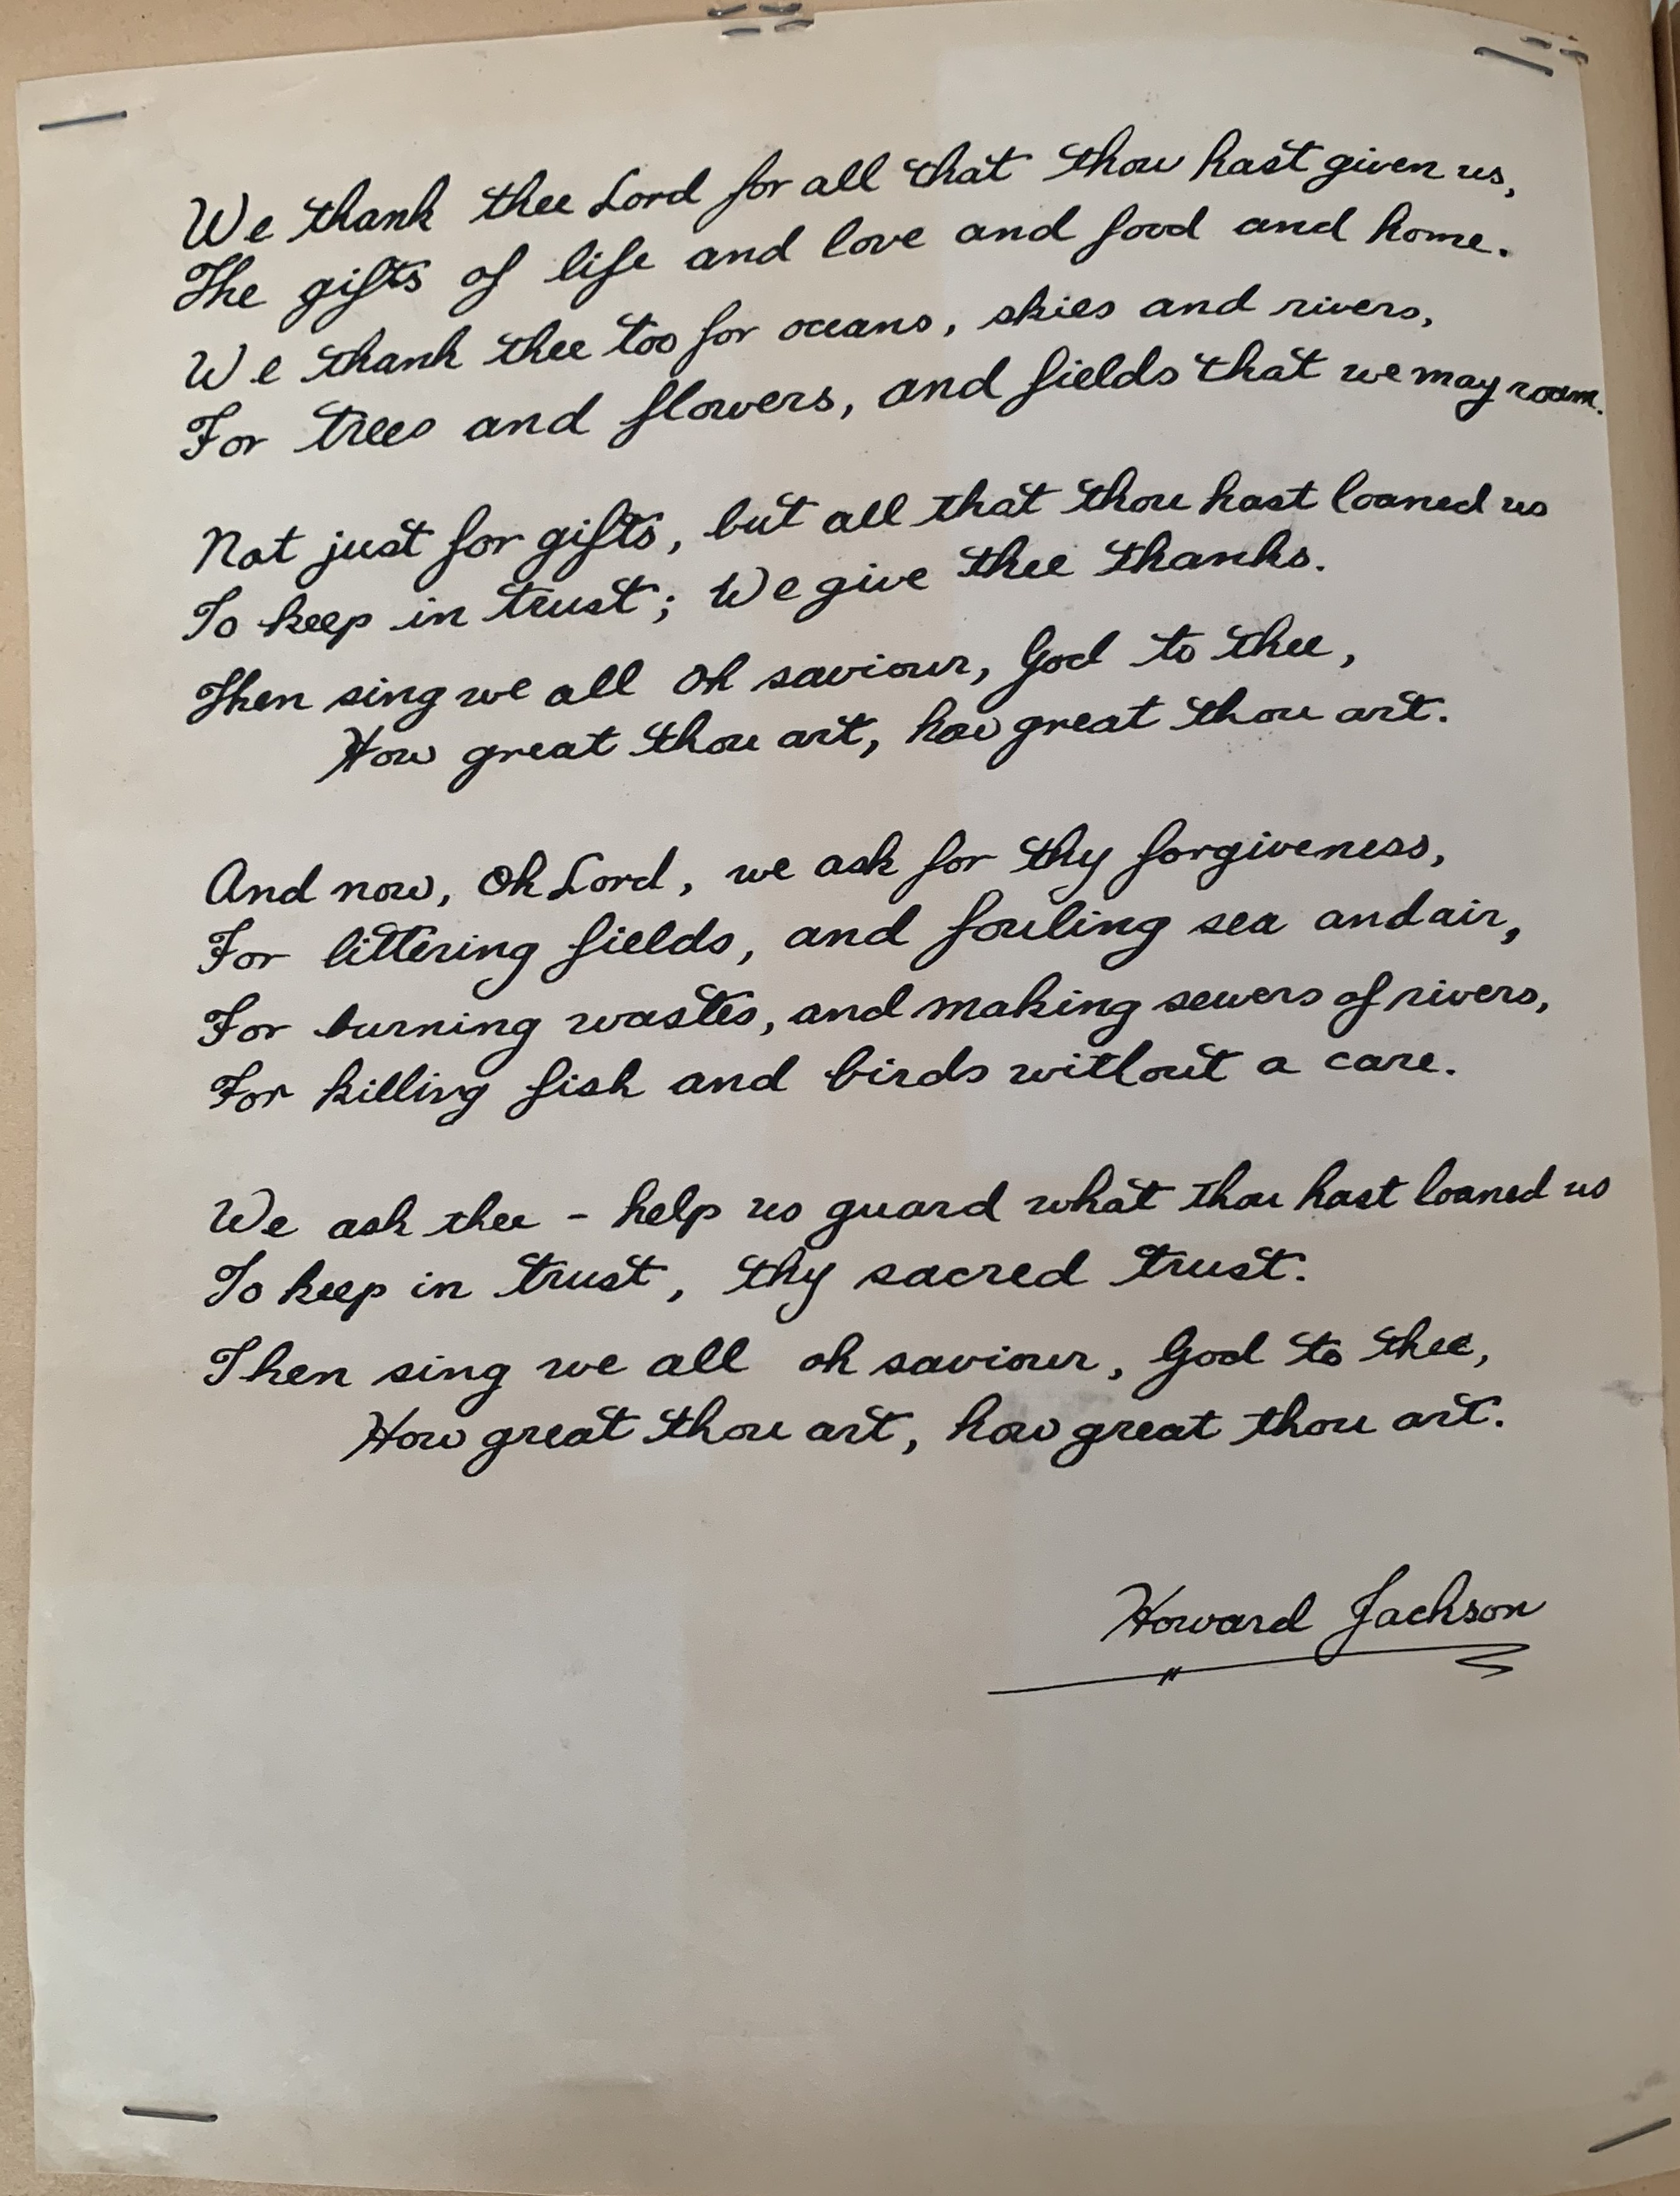 We thank thee Lord for all that thou hast given us,
The gifts of life and love and food and home.
We thank thee too for oceans, skies and rivers,
For trees and flowers, and fields that we may roam.
Not just for gifts, but all that thou hast loaned us
To keep in trust; We give thee thanks.
Then sing we all Oh saviour, God to thee,
How great thou art, how great thou art.
And now, Oh Lord, we ask for thy forgiveness,
For littering fields, and fouling sea and air,
For burning wastes, and making sewers of rivers,
For killing fish and birds without a care.
We ask thee - help us guard what thou hast loaned us
To keep in trust, thy sacred trust.
Then sing we all oh saviour, God to thee,
How great thou art, how great thou art.
Howard Jackson